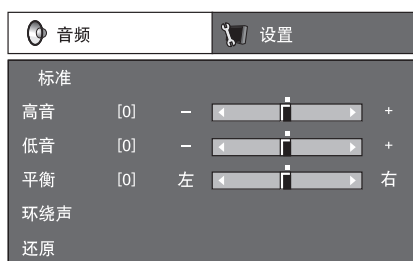 音频 设置
标准
高音 [0] − +
低音 [0] − +
平衡 [0] 左 右
环绕声
还原